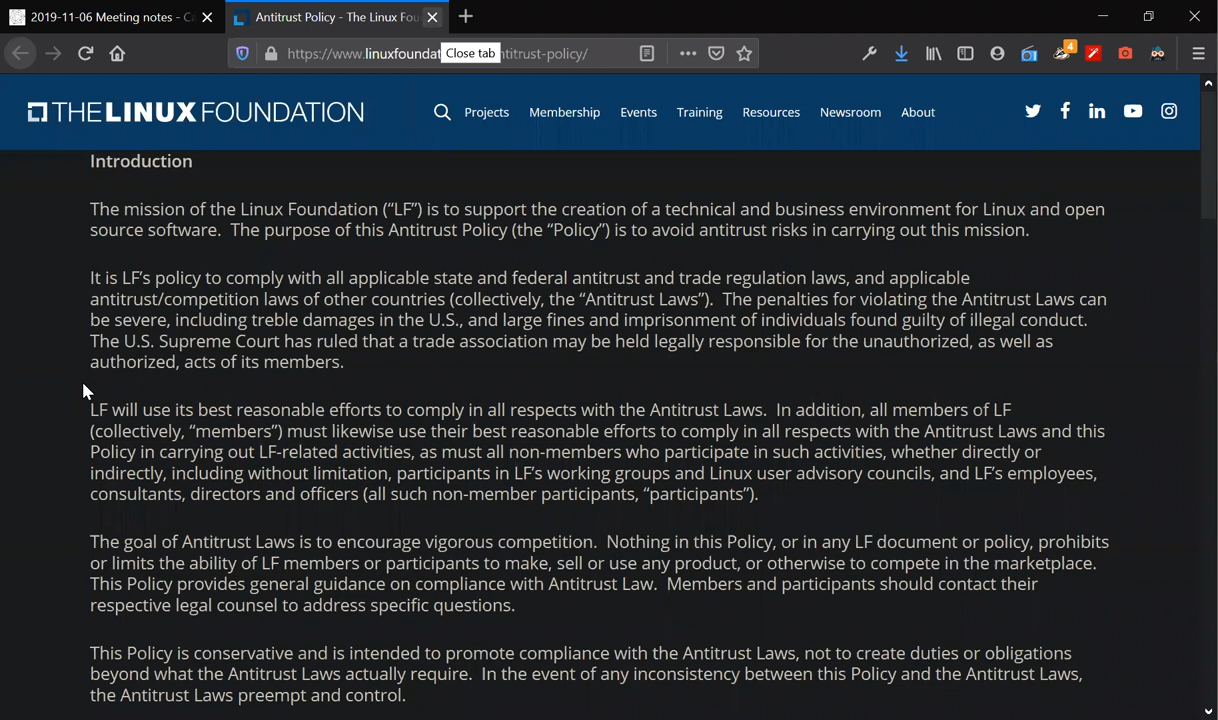 2019-11-06 Meeting notes - C
Antitrust Policy - The Linux Fou
https://www.linuxfoundat
Close tab
ntitrust-policy/
4
THE LINUX FOUNDATION
Projects Membership Events Training Resources Newsroom About
Introduction
The mission of the Linux Foundation (“LF”) is to support the creation of a technical and business environment for Linux and open
source software.  The purpose of this Antitrust Policy (the “Policy”) is to avoid antitrust risks in carrying out this mission.
It is LF’s policy to comply with all applicable state and federal antitrust and trade regulation laws, and applicable
antitrust/competition laws of other countries (collectively, the “Antitrust Laws”).  The penalties for violating the Antitrust Laws can
be severe, including treble damages in the U.S., and large fines and imprisonment of individuals found guilty of illegal conduct.
The U.S. Supreme Court has ruled that a trade association may be held legally responsible for the unauthorized, as well as
authorized, acts of its members.
LF will use its best reasonable efforts to comply in all respects with the Antitrust Laws.  In addition, all members of LF
(collectively, “members”) must likewise use their best reasonable efforts to comply in all respects with the Antitrust Laws and this
Policy in carrying out LF-related activities, as must all non-members who participate in such activities, whether directly or
indirectly, including without limitation, participants in LF’s working groups and Linux user advisory councils, and LF’s employees,
consultants, directors and officers (all such non-member participants, “participants”).
The goal of Antitrust Laws is to encourage vigorous competition.  Nothing in this Policy, or in any LF document or policy, prohibits
or limits the ability of LF members or participants to make, sell or use any product, or otherwise to compete in the marketplace.
This Policy provides general guidance on compliance with Antitrust Law.  Members and participants should contact their
respective legal counsel to address specific questions.
This Policy is conservative and is intended to promote compliance with the Antitrust Laws, not to create duties or obligations
beyond what the Antitrust Laws actually require.  In the event of any inconsistency between this Policy and the Antitrust Laws,
the Antitrust Laws preempt and control.